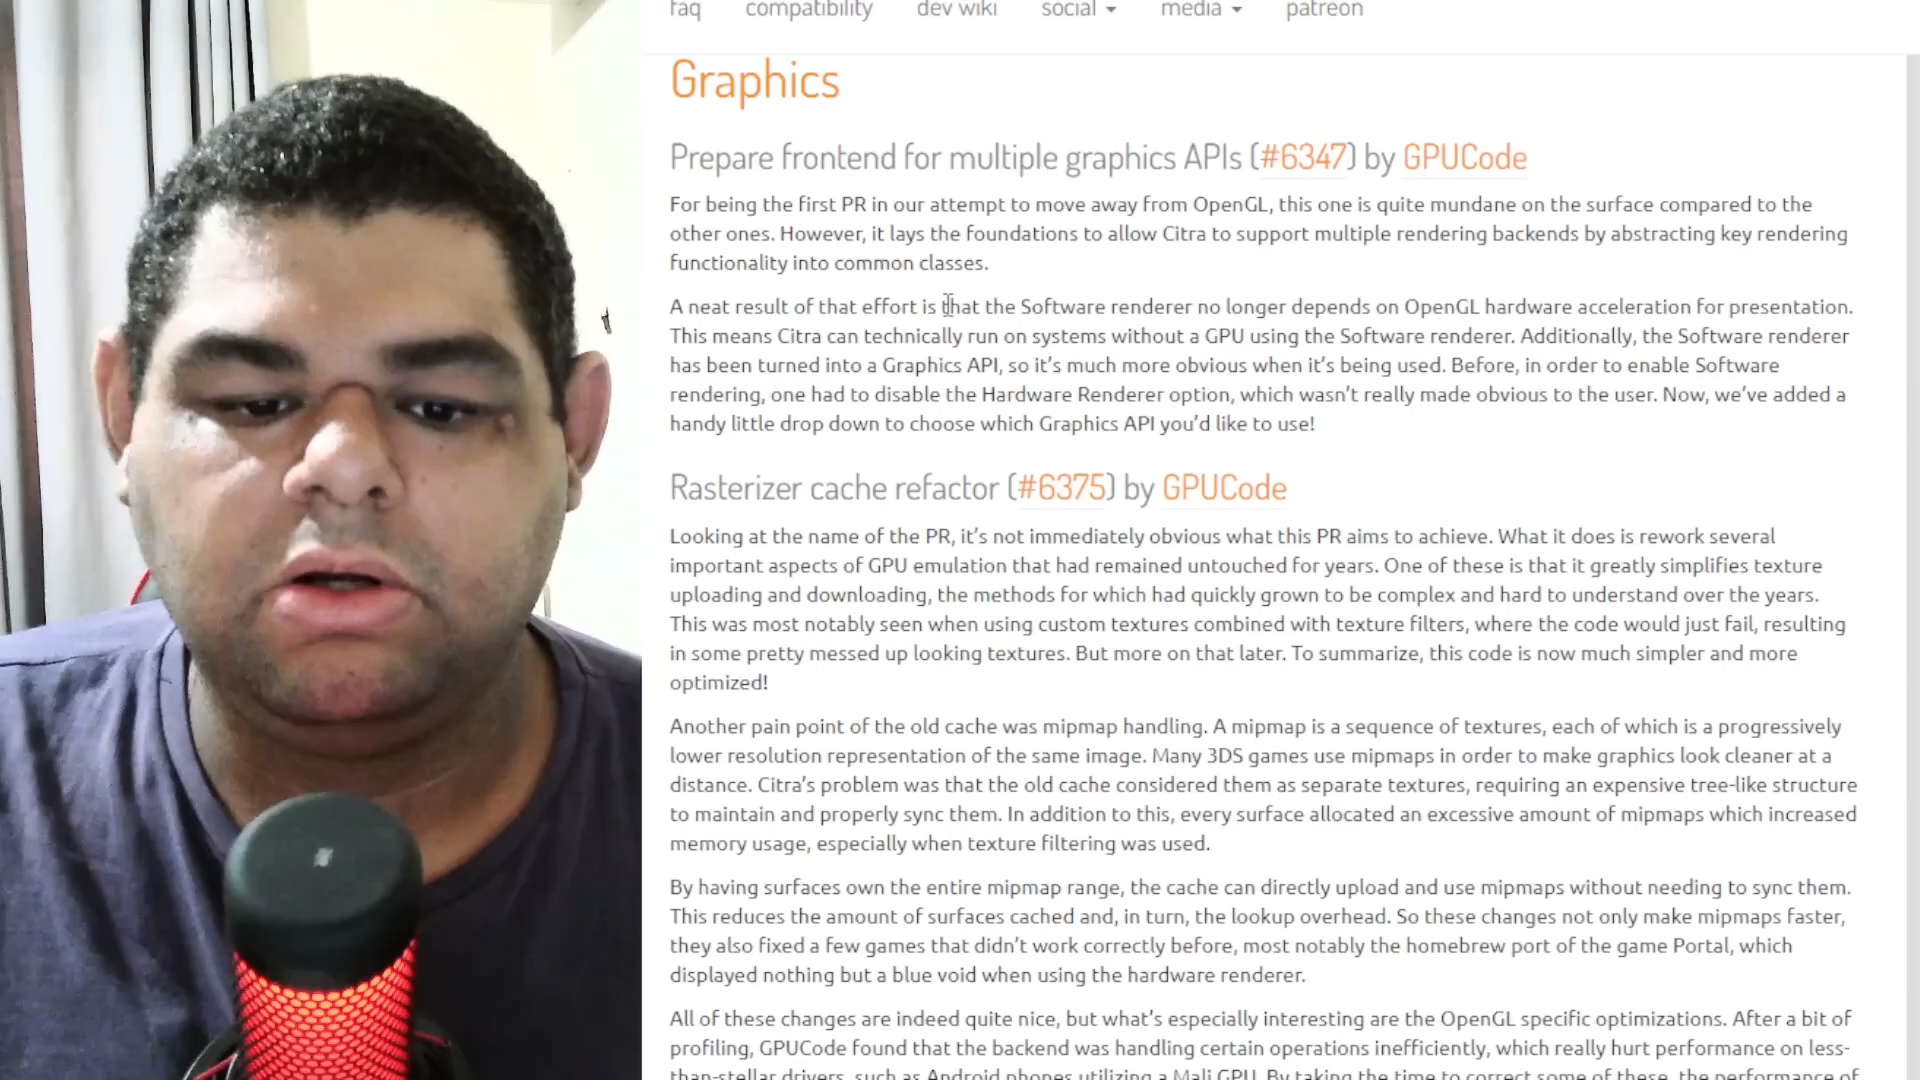 faq compatibility dev wiki social media patreon
Graphics
Prepare frontend for multiple graphics APIs (#6347) by GPUCode
For being the first PR in our attempt to move away from OpenGL, this one is quite mundane on the surface compared to the
other ones. However, it lays the foundations to allow Citra to support multiple rendering backends by abstracting key rendering
functionality into common classes.
A neat result of that effort is that the Software renderer no longer depends on OpenGL hardware acceleration for presentation.
This means Citra can technically run on systems without a GPU using the Software renderer. Additionally, the Software renderer
has been turned into a Graphics API, so it's much more obvious when it's being used. Before, in order to enable Software
rendering, one had to disable the Hardware Renderer option, which wasn't really made obvious to the user. Now, we've added a
handy little drop down to choose which Graphics API you'd like to use!
Rasterizer cache refactor (#6375) by GPUCode
Looking at the name of the PR, it's not immediately obvious what this PR aims to achieve. What it does is rework several
important aspects of GPU emulation that had remained untouched for years. One of these is that it greatly simplifies texture
uploading and downloading, the methods for which had quickly grown to be complex and hard to understand over the years.
This was most notably seen when using custom textures combined with texture filters, where the code would just fail, resulting
in some pretty messed up looking textures. But more on that later. To summarize, this code is now much simpler and more
optimized!
Another pain point of the old cache was mipmap handling. A mipmap is a sequence of textures, each of which is a progressively
lower resolution representation of the same image. Many 3DS games use mipmaps in order to make graphics look cleaner at a
distance. Citra's problem was that the old cache considered them as separate textures, requiring an expensive tree-like structure
to maintain and properly sync them. In addition to this, every surface allocated an excessive amount of mipmaps which increased
memory usage, especially when texture filtering was used.
By having surfaces own the entire mipmap range, the cache can directly upload and use mipmaps without needing to sync them.
This reduces the amount of surfaces cached and, in turn, the lookup overhead. So these changes not only make mipmaps faster,
they also fixed a few games that didn't work correctly before, most notably the homebrew port of the game Portal, which
displayed nothing but a blue void when using the hardware renderer.
All of these changes are indeed quite nice, but what's especially interesting are the OpenGL specific optimizations. After a bit of
profiling, GPUCode found that the backend was handling certain operations inefficiently, which really hurt performance on less-
than-stellar drivers, such as Android phones utilizing a Mali GPU. By taking the time to correct some of these, the performance of